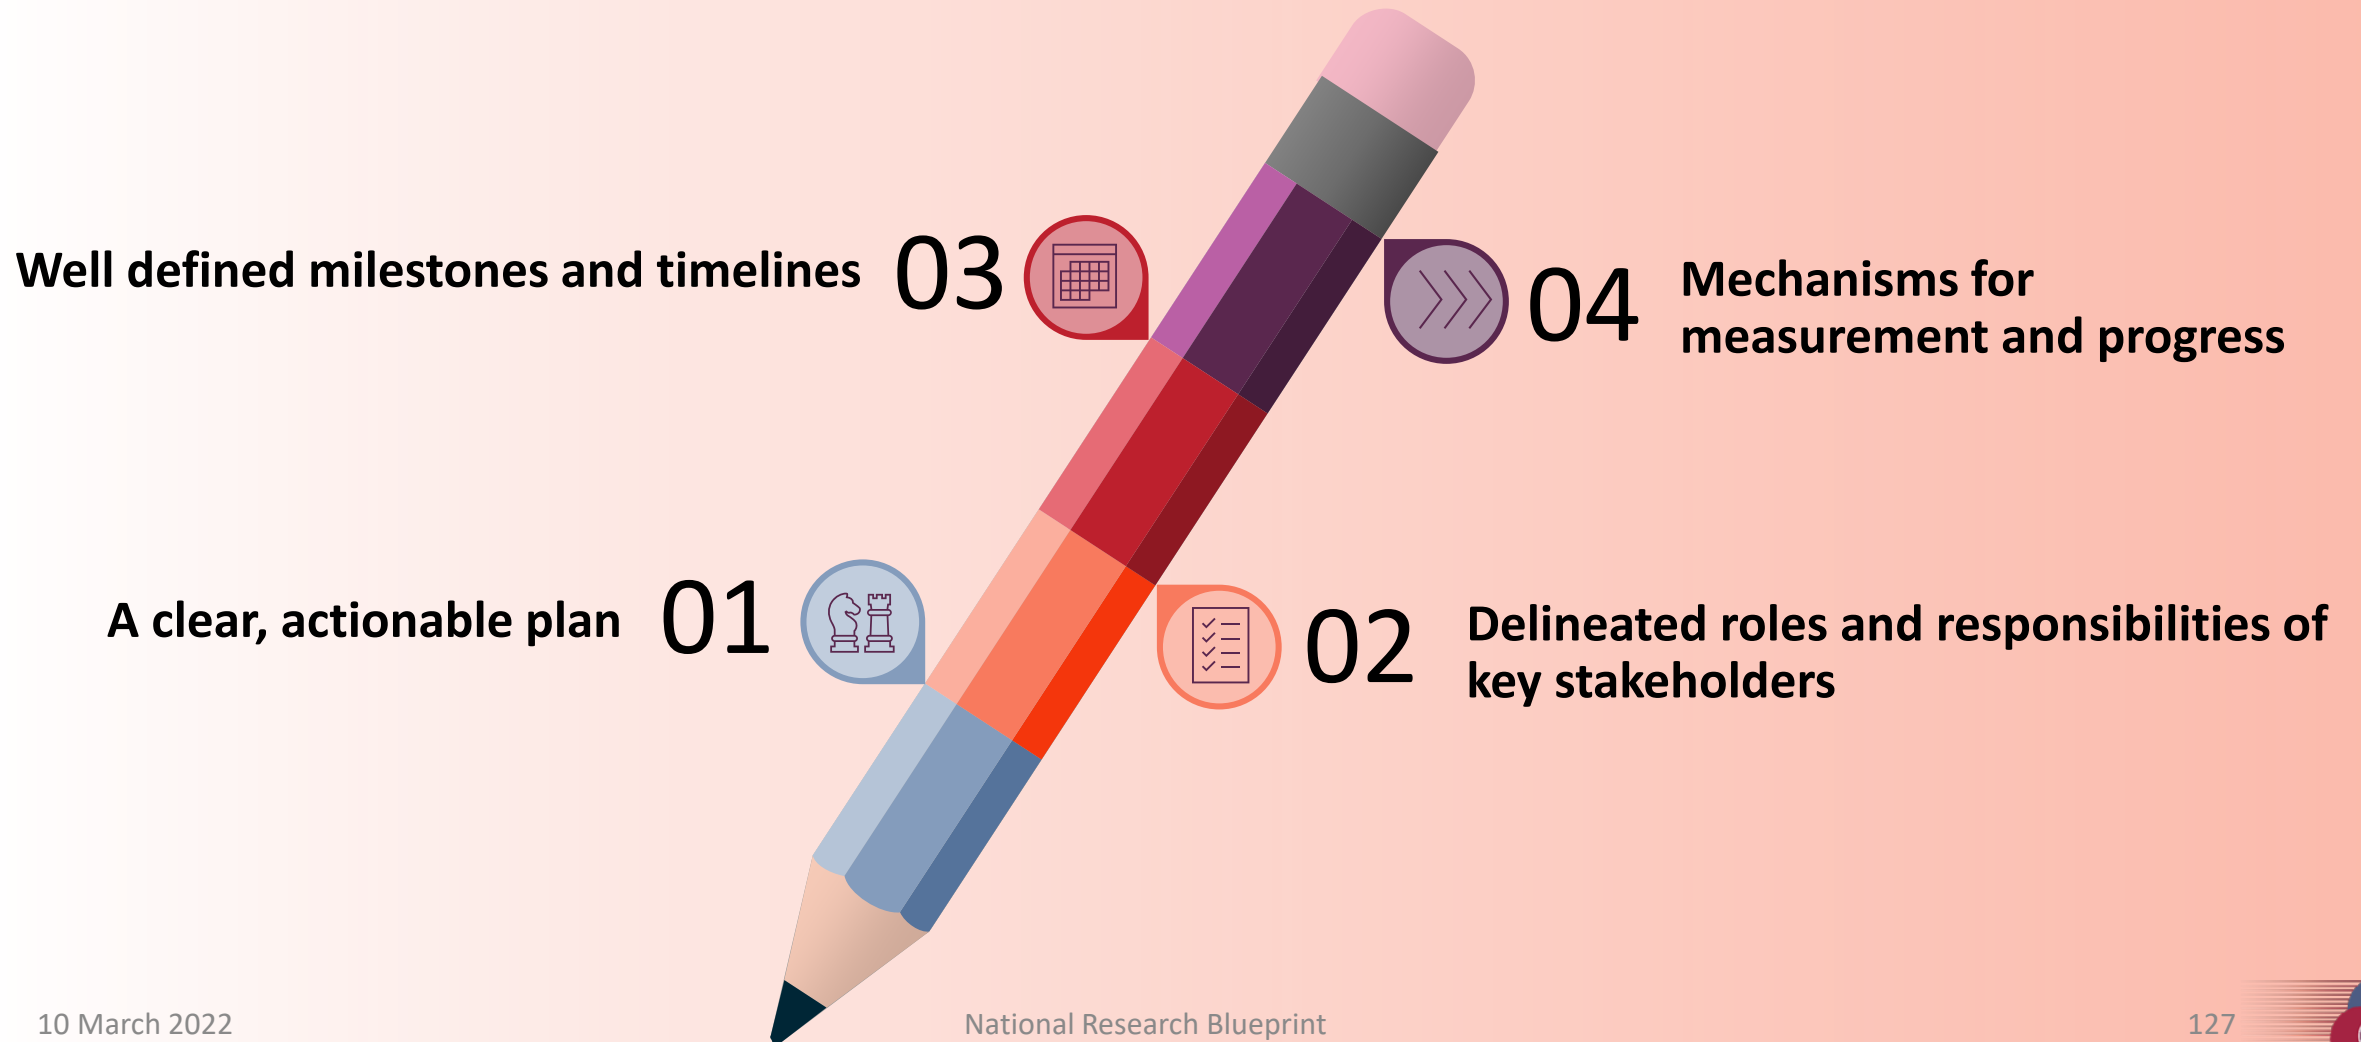 Well defined milestones and timelines
03
04
Mechanisms for
measurement and progress
A clear, actionable plan
01
02
Delineated roles and responsibilities of
key stakeholders
10 March 2022
National Research Blueprint
127